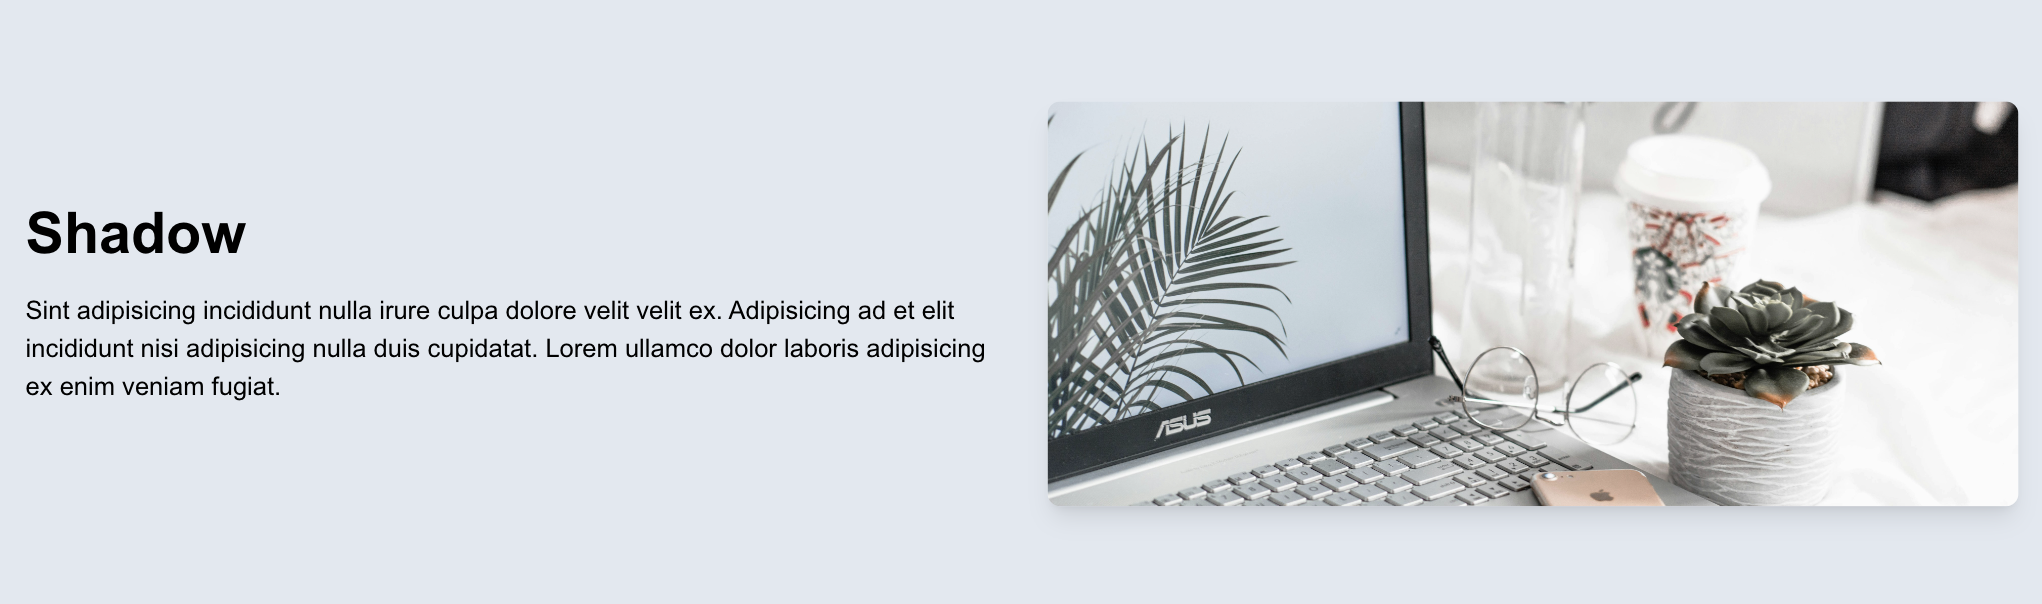 Shadow
Sint adipisicing incididunt nulla irure culpa dolore velit velit ex. Adipisicing ad et elit
incididunt nisi adipisicing nulla duis cupidatat. Lorem ullamco dolor laboris adipisicing
ex enim veniam fugiat.
ASUS